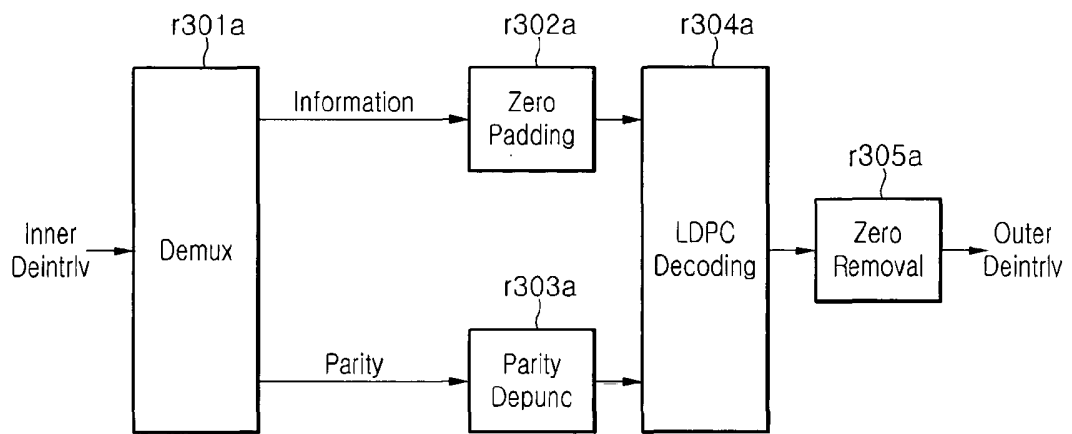 r301a
r302a
r304a
Information
Zero
Padding
r305a
Inner
Deintrlv
Demux
LDPC
Decoding
Zero
Removal
Outer
Deintrlv
r303a
Parity
Parity
Depunc